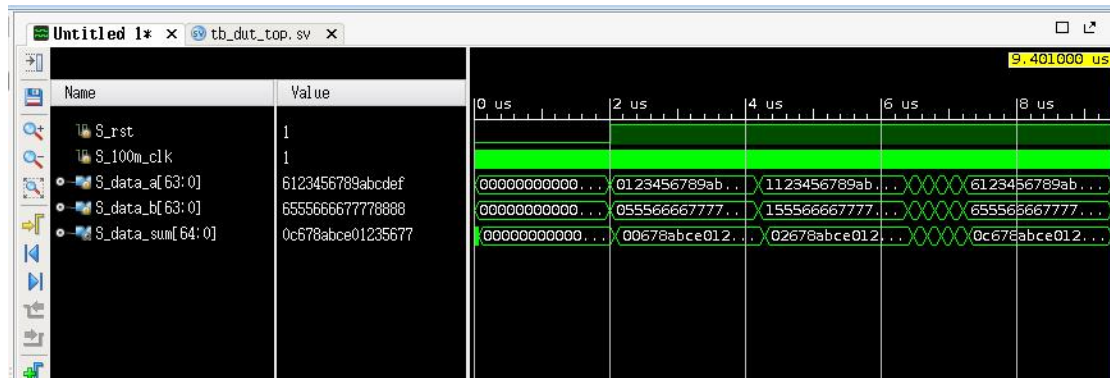 Untitled 1* × tb_dut_top.sv ×
9.401000 us
Name Value
0 us 2 us 4 us 6 us 8 us
S_rst 1
S_100m_clk 1
S_data_a[63:0] 6123456789abcdef 00000000000... 0123456789ab... 1123456789ab... 6123456789ab...
S_data_b[63:0] 6555666677778888 00000000000... 055566667777... 155566667777... 655566667777...
S_data_sum[64:0] 0c678abce01235677 00000000000... 00678abce012... 02678abce012... 0c678abce012...